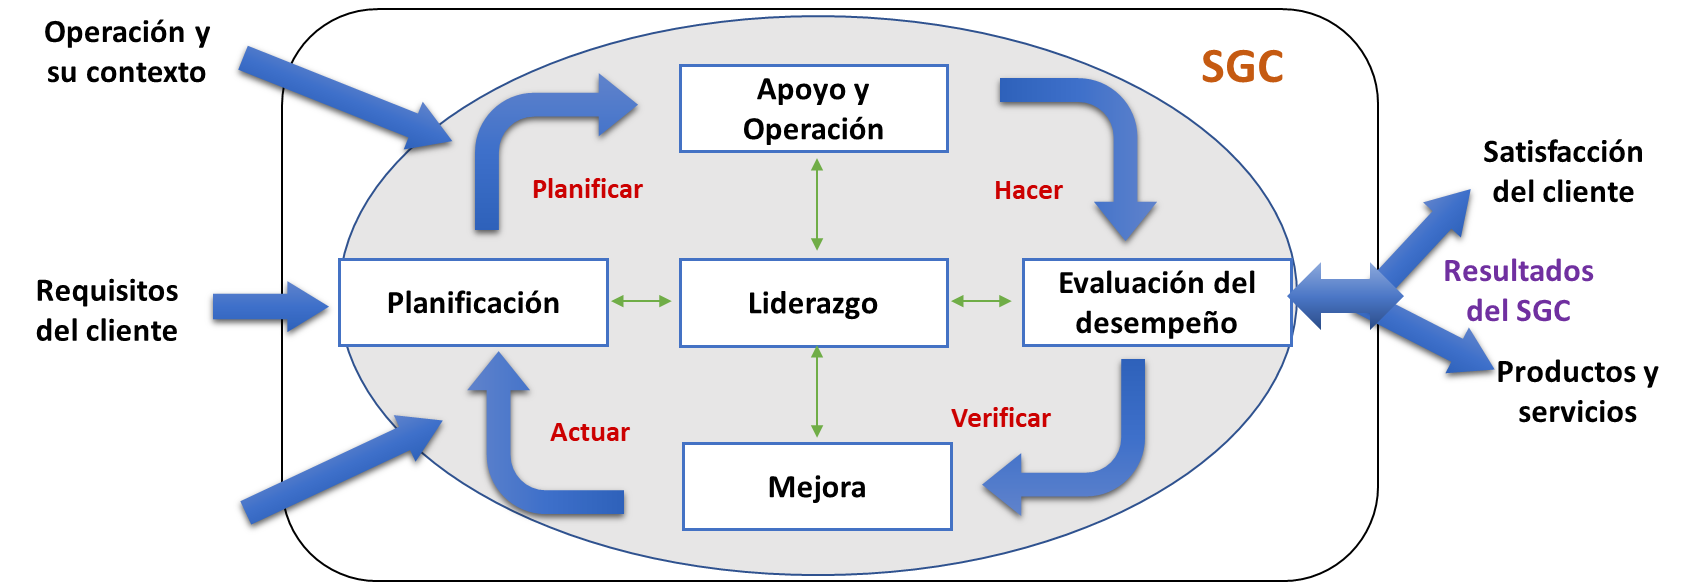 Operación y
su contexto
SGC
Apoyo y
Operación
Planificar
Hacer
Satisfacción
del cliente
Requisitos
del cliente
Planificación
Liderazgo
Evaluación del
desempeño
Resultados
del SGC
Productos y
servicios
Actuar
Verificar
Mejora